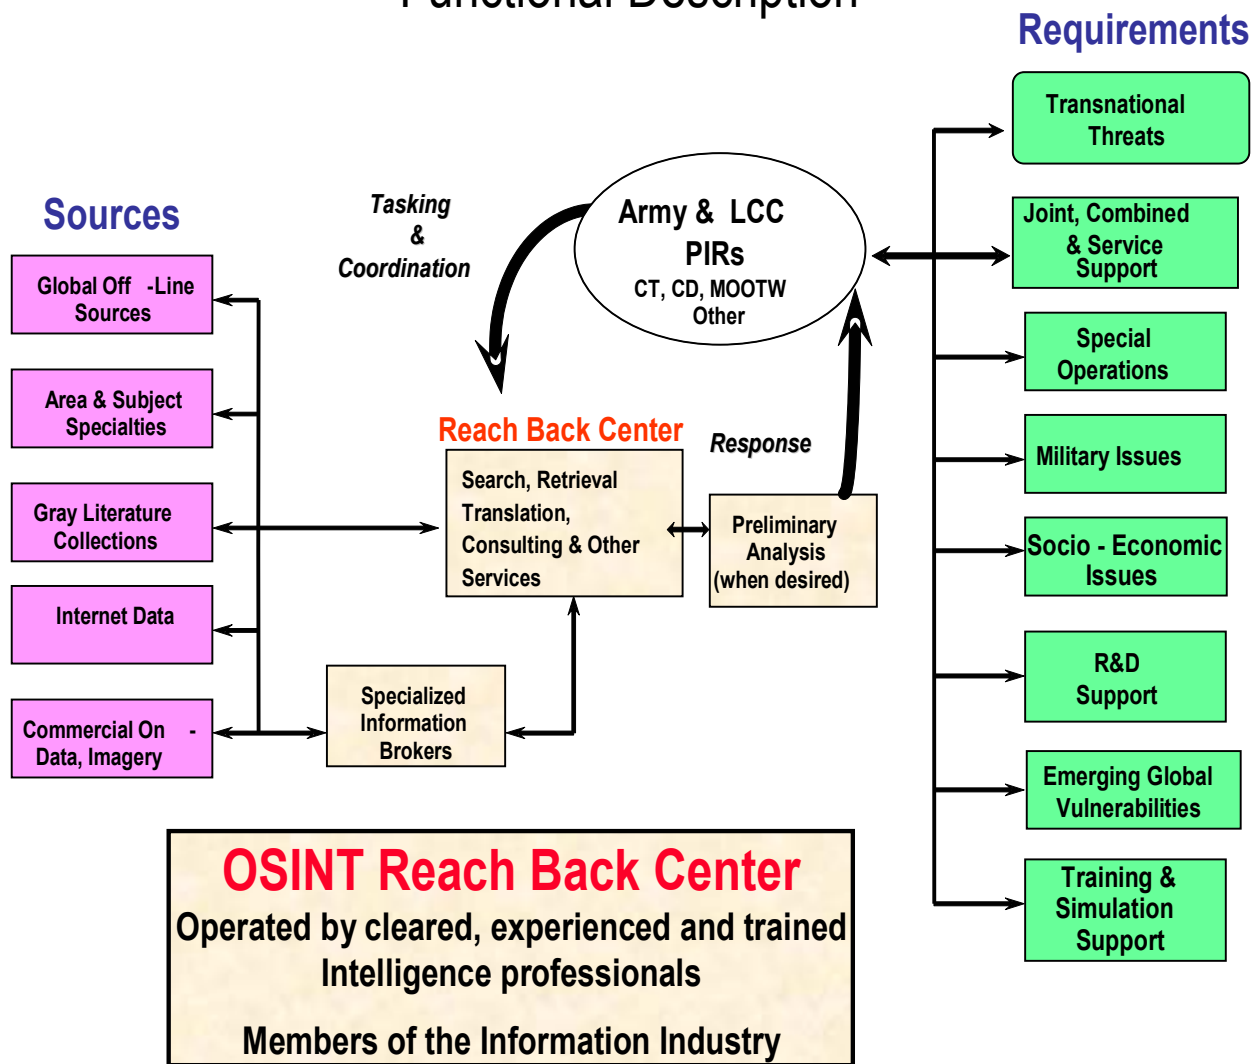 Functional Description
Requirements
Sources
Global Off -Line
Sources
Area & Subject
Specialties
Gray Literature
Collections
Internet Data
Commercial On -
Data, Imagery
Tasking
&
Coordination
Army & LCC
PIRs
CT, CD, MOOTW
Other
Reach Back Center
Search, Retrieval
Translation,
Consulting & Other
Services
Response
Preliminary
Analysis
(when desired)
Specialized
Information
Brokers
Transnational
Threats
Joint, Combined
& Service
Support
Special
Operations
Military Issues
Socio - Economic
Issues
R&D
Support
Emerging Global
Vulnerabilities
Training &
Simulation
Support
OSINT Reach Back Center
Operated by cleared, experienced and trained
Intelligence professionals
Members of the Information Industry